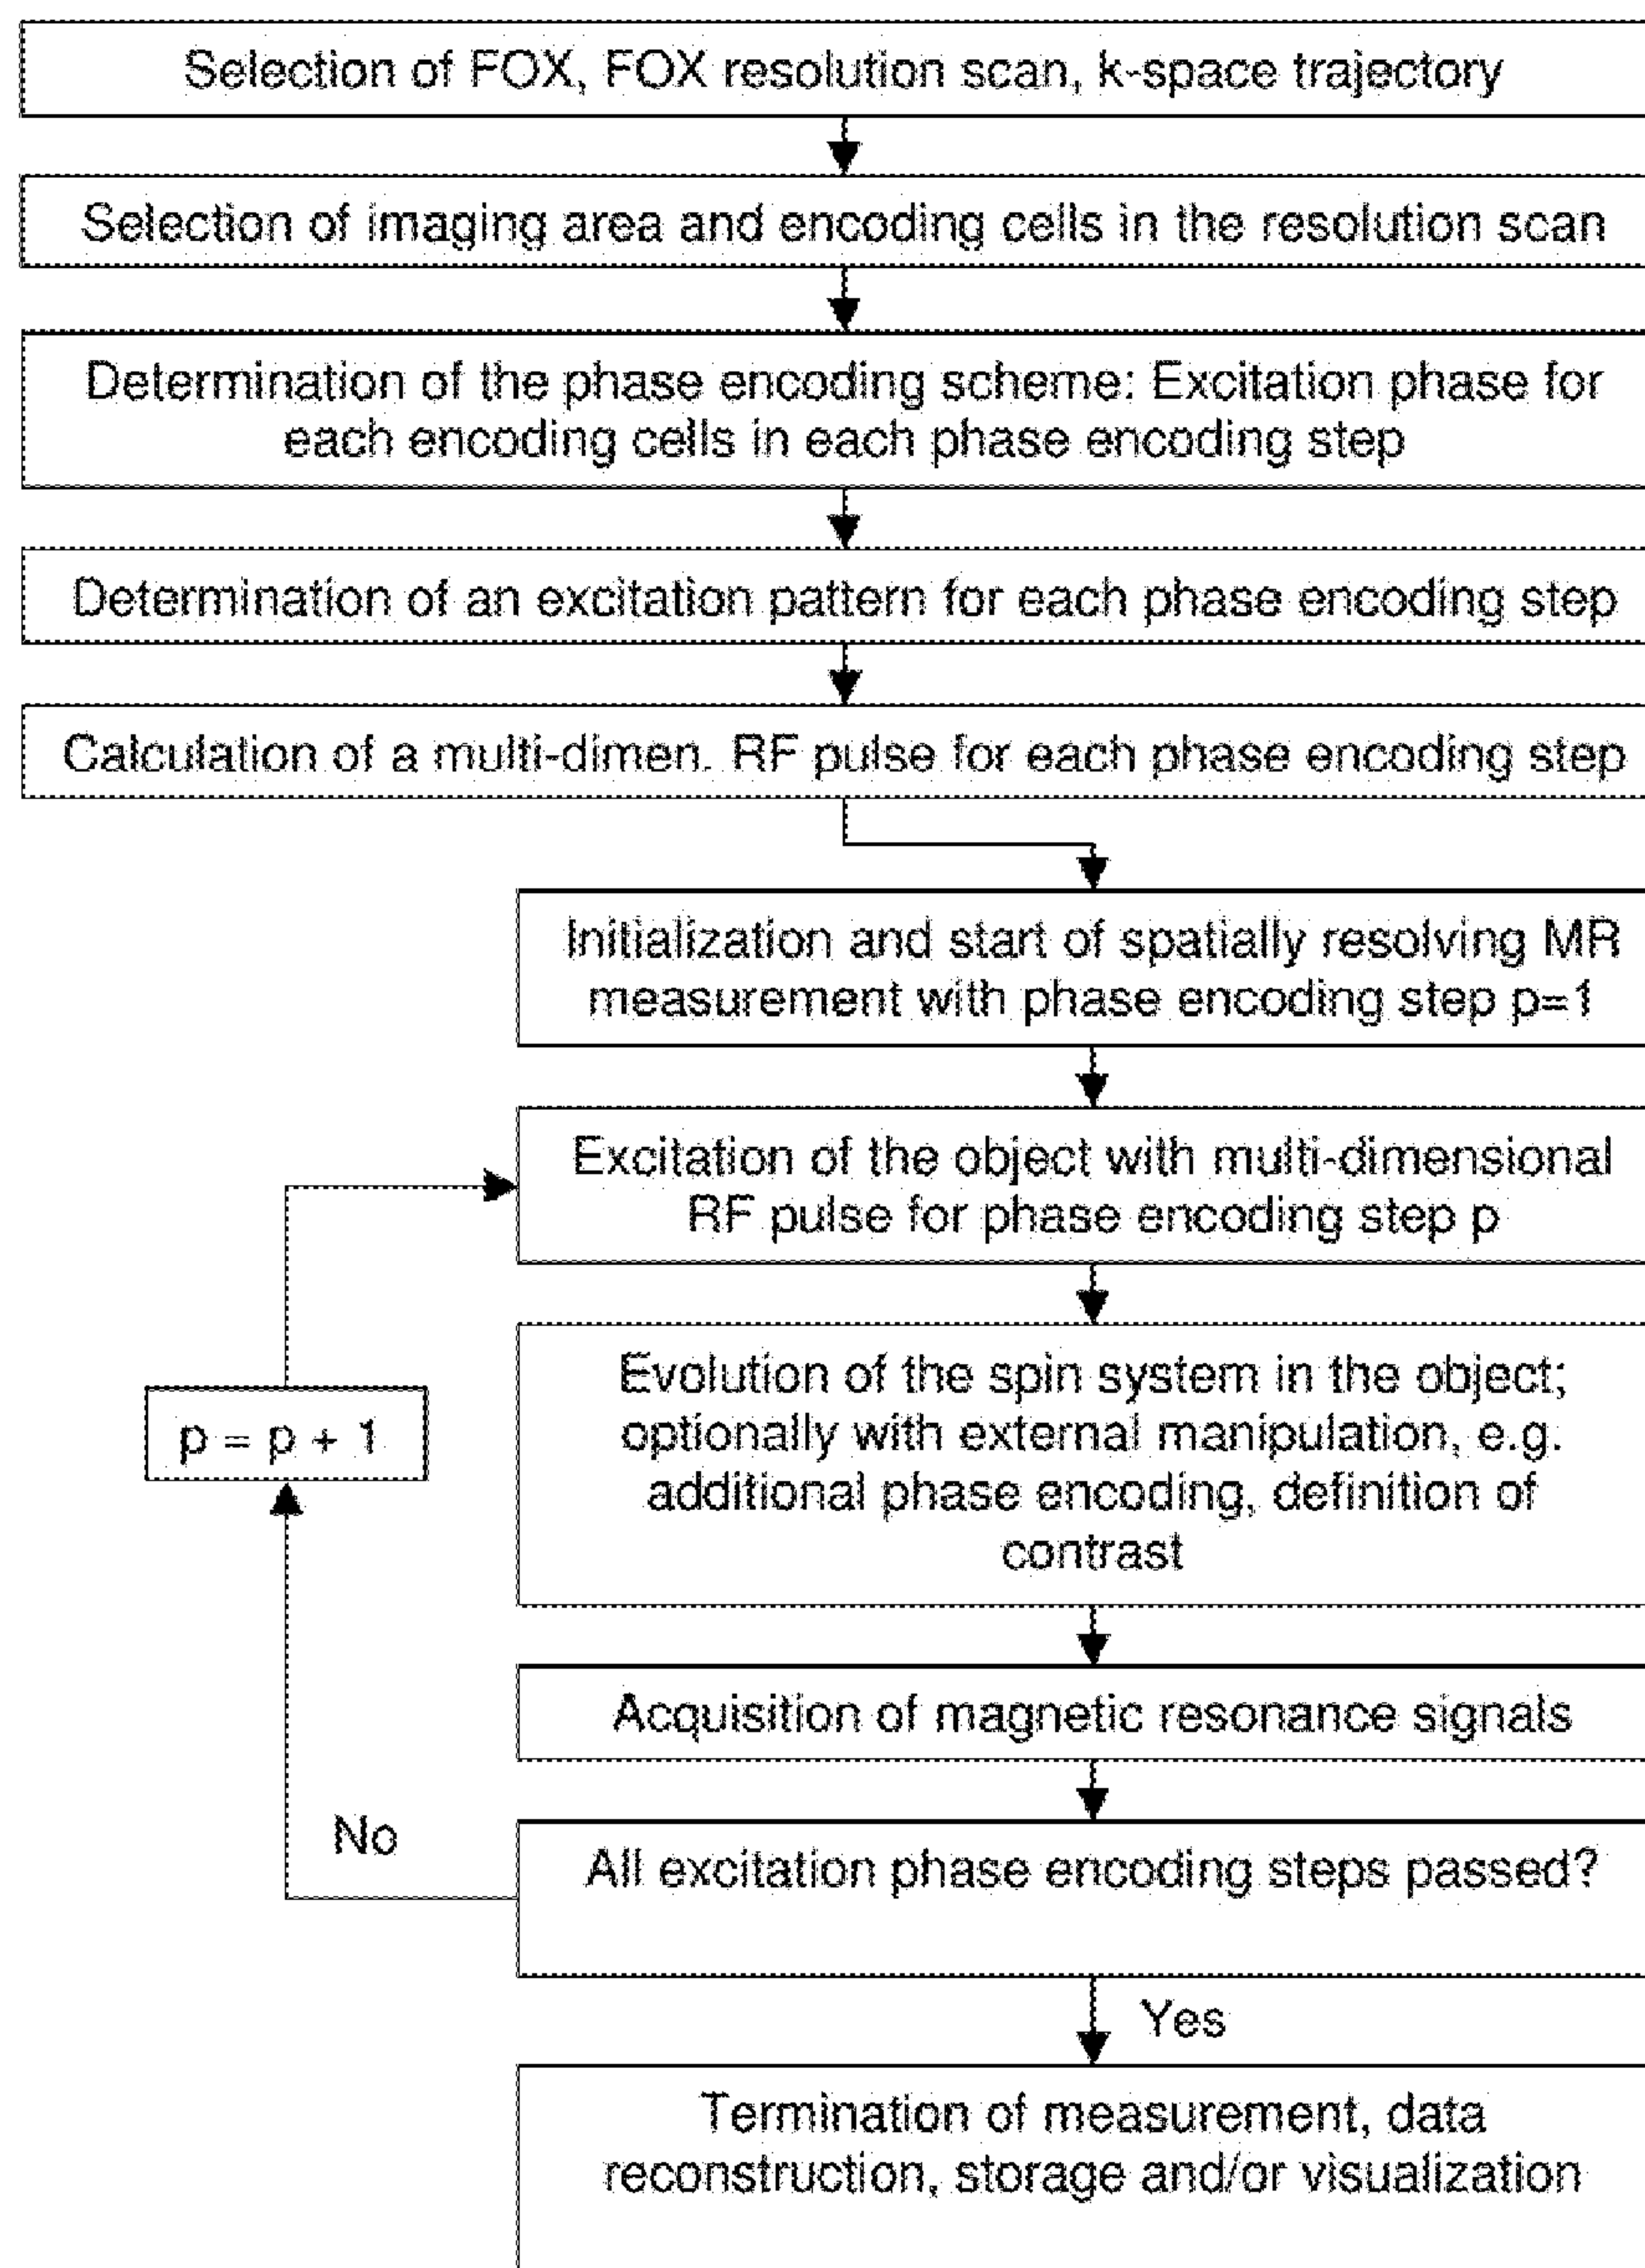 Selection of FOX, FOX resolution scan, k-space trajectory
Selection of imaging area and encoding cells in the resolution scan
Determination of the phase encoding scheme: Excitation phase for
each encoding cells in each phase encoding step
Determination of an excitation pattern for each phase encoding step
Calculation of a multi-dimen. RF pulse for each phase encoding step
Initialization and start of spatially resolving MR
measurement with phase encoding step p=1
Excitation of the object with multi-dimensional
RF pulse for phase encoding step p
Evolution of the spin system in the object;
optionally with external manipulation, e.g.
additional phase encoding, definition of
contrast
p = p + 1
Acquisition of magnetic resonance signals
No
All excitation phase encoding steps passed?
Yes
Termination of measurement, data
reconstruction, storage and/or visualization